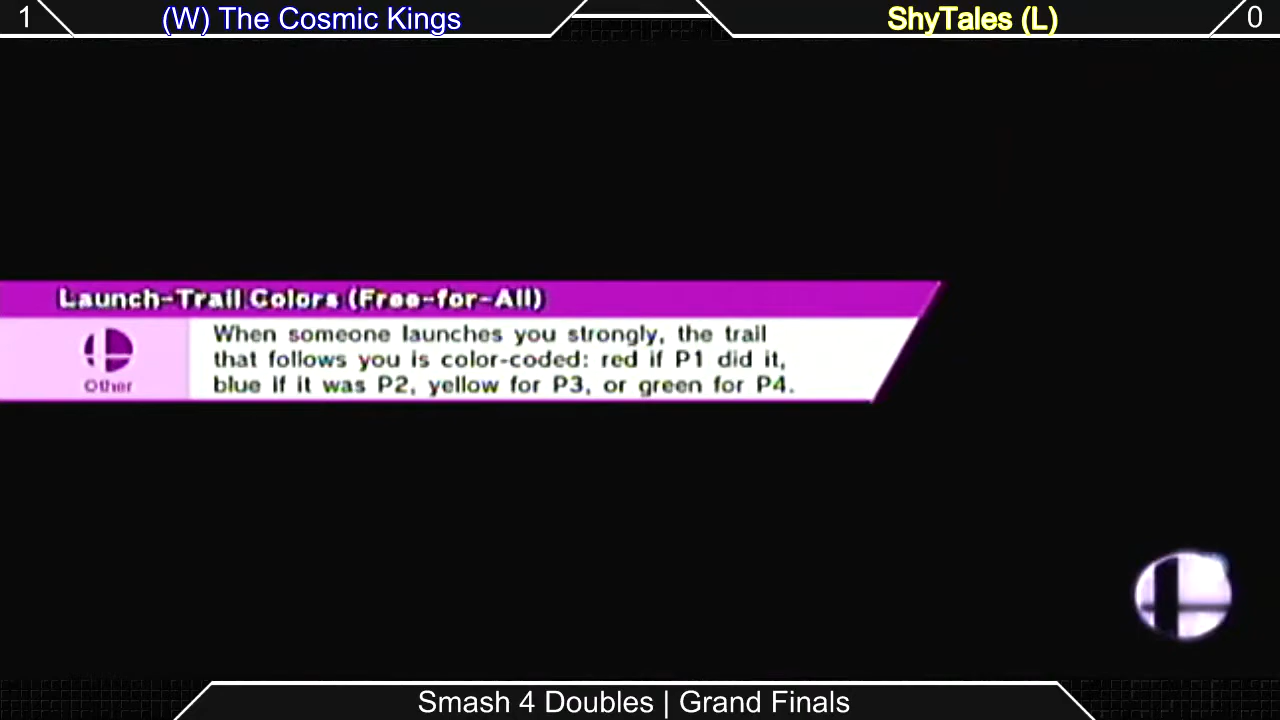 1
(W) The Cosmic Kings
ShyTales (L)
0
Launch-Trail Colors (Free-for-All)
Other
When someone launches you strongly, the trail
that follows you is color-coded: red if P1 did it,
blue if it was P2, yellow for P3, or green for P4.
Smash 4 Doubles | Grand Finals